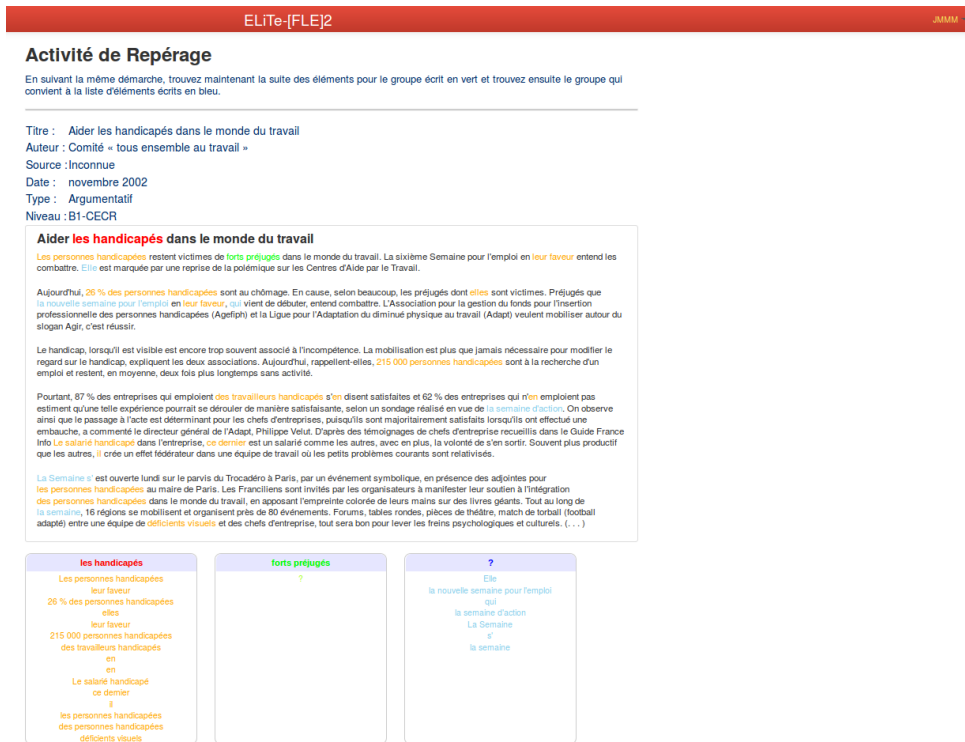 ELiTe-[FLE]2
JMMM
Activité de Repérage
En suivant la même démarche, trouvez maintenant la suite des éléments pour le groupe écrit en vert et trouvez ensuite le groupe qui
convient à la liste d'éléments écrits en bleu.
Titre : Aider les handicapés dans le monde du travail
Auteur : Comité « tous ensemble au travail »
Source : Inconnue
Date : novembre 2002
Type : Argumentatif
Niveau : B1-CECR
Aider les handicapés dans le monde du travail
Les personnes handicapées restent victimes de forts préjugés dans le monde du travail. La sixième Semaine pour l'emploi en leur faveur entend les
combattre. Elle est marquée par une reprise de la polémique sur les Centres d'Aide par le Travail.
Aujourd'hui, 26 % des personnes handicapées sont au chômage. En cause, selon beaucoup, les préjugés dont elles sont victimes. Préjugés que
la nouvelle semaine pour l'emploi en leur faveur, qui vient de débuter, entend combattre. L'Association pour la gestion du fonds pour l'insertion
professionnelle des personnes handicapées (Agefiph) et la Ligue pour l'Adaptation du diminué physique au travail (Adapt) veulent mobiliser autour du
slogan Agir, c'est réussir.
Le handicap, lorsqu'il est visible est encore trop souvent associé à l'incompétence. La mobilisation est plus que jamais nécessaire pour modifier le
regard sur le handicap, expliquent les deux associations. Aujourd'hui, rappellent-elles, 215 000 personnes handicapées sont à la recherche d'un
emploi et restent, en moyenne, deux fois plus longtemps sans activité.
Pourtant, 87 % des entreprises qui emploient des travailleurs handicapés s'en disent satisfaites et 62 % des entreprises qui n'en emploient pas
estiment qu'une telle expérience pourrait se dérouler de manière satisfaisante, selon un sondage réalisé en vue de la semaine d'action. On observe
ainsi que le passage à l'acte est déterminant pour les chefs d'entreprises, puisqu'ils sont majoritairement satisfaits lorsqu'ils ont effectué une
embauche, a commenté le directeur général de l'Adapt, Philippe Velut. D'après des témoignages de chefs d'entreprise recueillis dans le Guide France
Info Le salarié handicapé dans l'entreprise, ce dernier est un salarié comme les autres, avec en plus, la volonté de s'en sortir. Souvent plus productif
que les autres, il crée un effet fédérateur dans une équipe de travail où les petits problèmes courants sont relativisés.
La Semaine s' est ouverte lundi sur le parvis du Trocadéro à Paris, par un événement symbolique, en présence des adjointes pour
les personnes handicapées au maire de Paris. Les Franciliens sont invités par les organisateurs à manifester leur soutien à l'intégration
des personnes handicapées dans le monde du travail, en apposant l'empreinte colorée de leurs mains sur des livres géants. Tout au long de
la semaine, 16 régions se mobilisent et organisent près de 80 événements. Forums, tables rondes, pièces de théâtre, match de torball (football
adapté) entre une équipe de déficients visuels et des chefs d'entreprise, tout sera bon pour lever les freins psychologiques et culturels. (. . . )
les handicapés
Les personnes handicapées
leur faveur
26 % des personnes handicapées
elles
leur faveur
215 000 personnes handicapées
des travailleurs handicapés
en
en
Le salarié handicapé
ce dernier
il
les personnes handicapées
des personnes handicapées
déficients visuels
forts préjugés
?
?
Elle
la nouvelle semaine pour l'emploi
qui
la semaine d'action
La Semaine
s'
la semaine